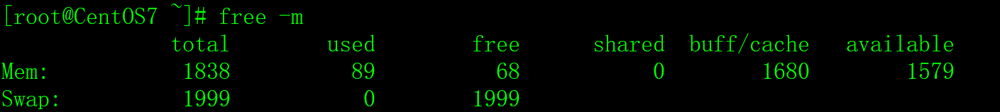 [root@CentOS7 ~]# free -m
total used free shared buff/cache available
Mem: 1838 89 68 0 1680 1579
Swap: 1999 0 1999